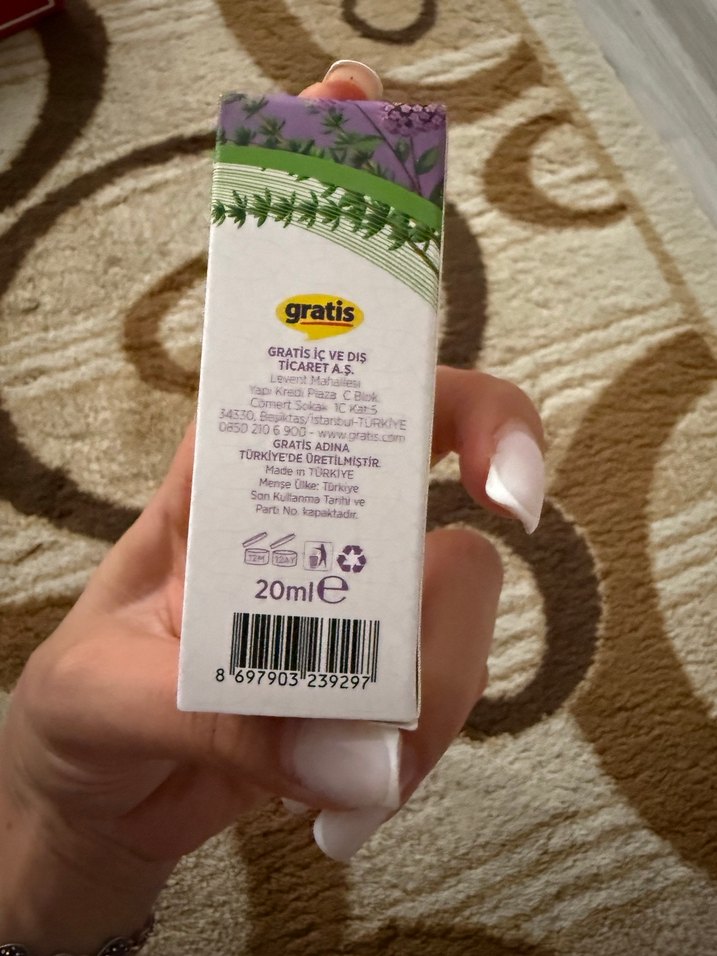 gratis
GRATİS İÇ VE DIŞ
TİCARET A.Ş.
Levent Mahallesi
Yapı Kredi Plaza C Blok
Cömert Sokak 1C Kat:5
34330, Beşiktaş/İstanbul-TÜRKİYE
0850 210 6 900 - www.gratis.com
GRATİS ADINA
TÜRKİYE'DE ÜRETİLMİŞTİR.
Made in TÜRKİYE
Menşe Ülke: Türkiye
Son Kullanma Tarihi ve
Parti No. kapaktadır.
12M 12AY
20ml e
8 697903 239297